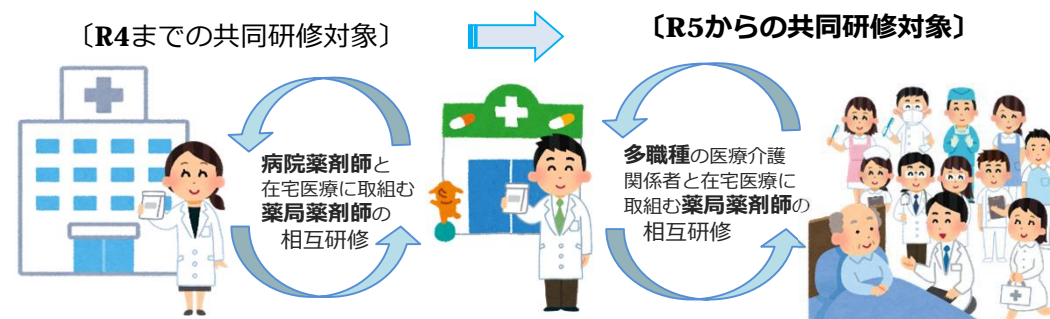 〔R4までの共同研修対象〕
〔R5からの共同研修対象〕
病院薬剤師と
在宅医療に取組む
薬局薬剤師の
相互研修
多職種の医療介護
関係者と在宅医療に
取組む薬局薬剤師の
相互研修